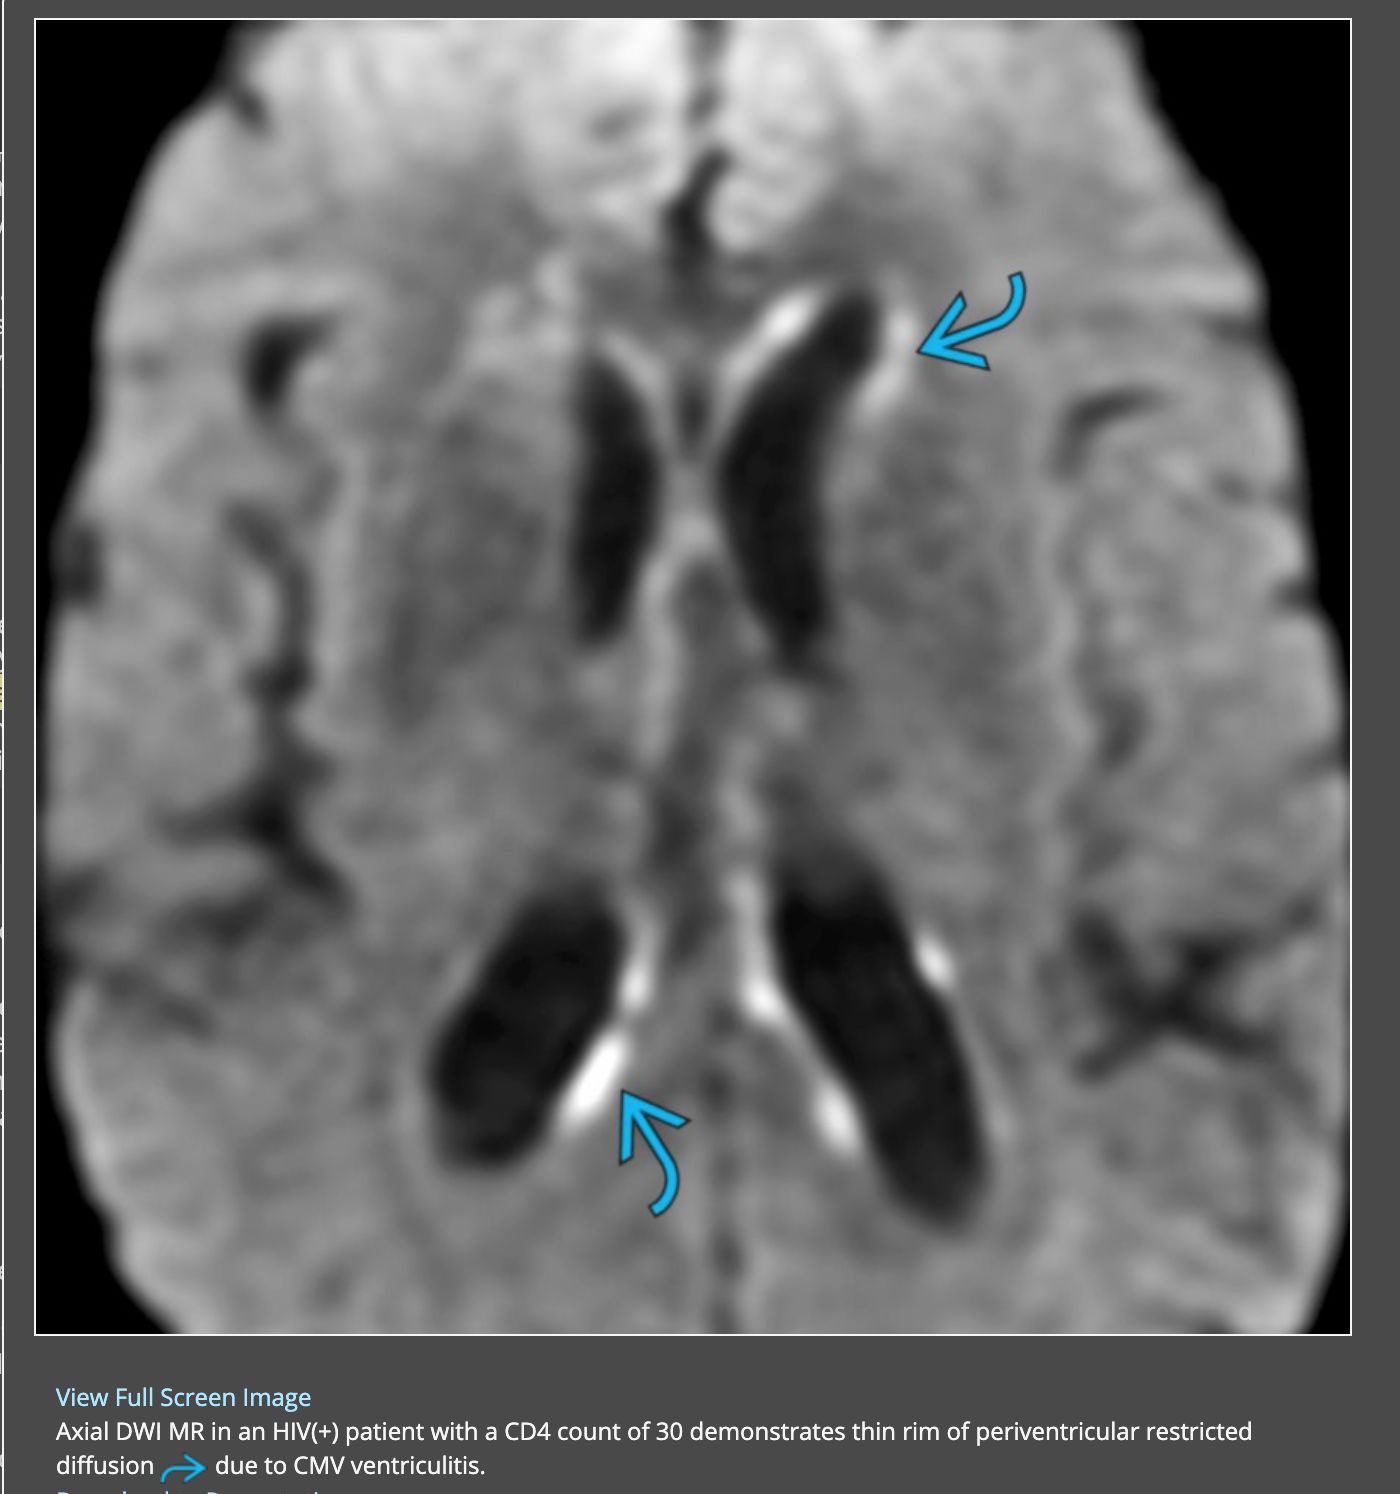 View Full Screen Image
Axial DWI MR in an HIV(+) patient with a CD4 count of 30 demonstrates thin rim of periventricular restricted
diffusion due to CMV ventriculitis.